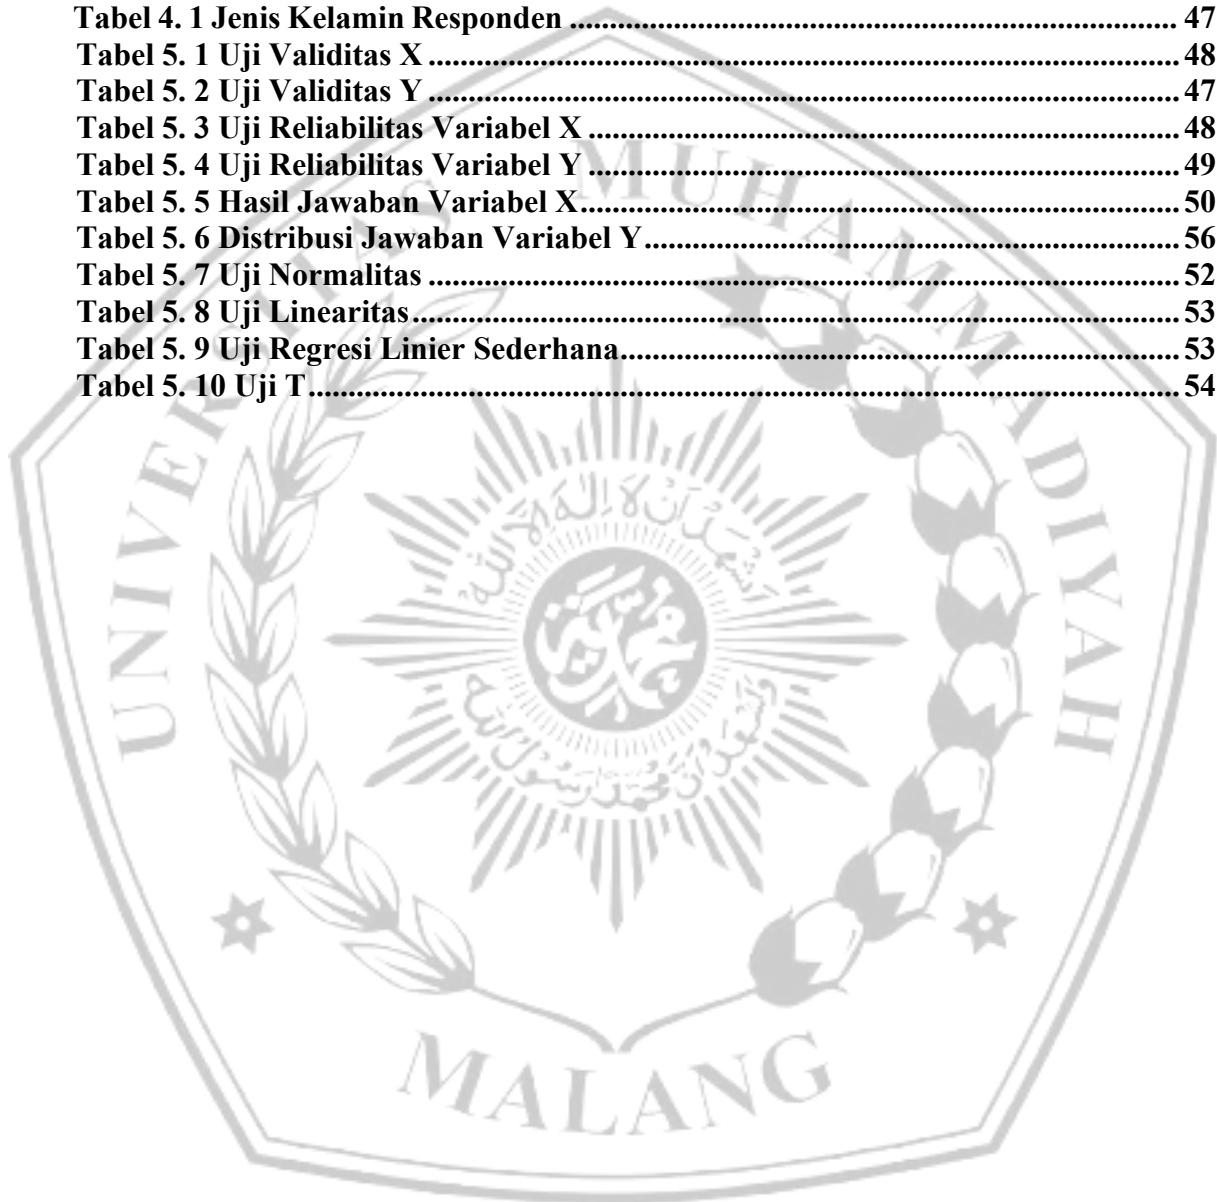 Tabel 4. 1 Jenis Kelamin Responden ........................................................................... 47
Tabel 5. 1 Uji Validitas X ............................................................................................. 48
Tabel 5. 2 Uji Validitas Y ............................................................................................. 47
Tabel 5. 3 Uji Reliabilitas Variabel X ......................................................................... 48
Tabel 5. 4 Uji Reliabilitas Variabel Y .......................................................................... 49
Tabel 5. 5 Hasil Jawaban Variabel X .......................................................................... 50
Tabel 5. 6 Distribusi Jawaban Variabel Y .................................................................. 56
Tabel 5. 7 Uji Normalitas ............................................................................................. 52
Tabel 5. 8 Uji Linearitas ............................................................................................... 53
Tabel 5. 9 Uji Regresi Linier Sederhana ..................................................................... 53
Tabel 5. 10 Uji T ............................................................................................................ 54
UNIVERSITAS MUHAMMADIYAH
MALANG